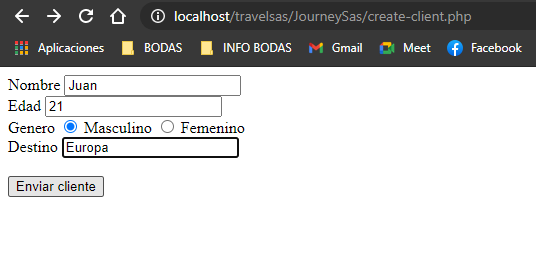 localhost/travelsas/JourneySas/create-client.php
Aplicaciones BODAS INFO BODAS Gmail Meet Facebook
Nombre Juan
Edad 21
Genero Masculino Femenino
Destino Europa
Enviar cliente